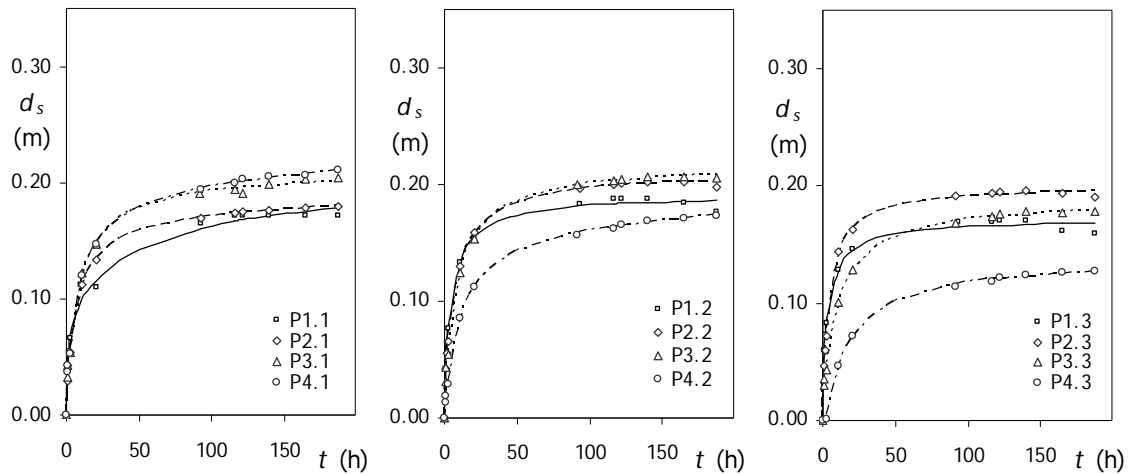 0.30
d_s
(m)
0.20
0.10
0.00
P1.1
P2.1
P3.1
P4.1
0 50 100 150
t (h)
0.30
d_s
(m)
0.20
0.10
0.00
P1.2
P2.2
P3.2
P4.2
0 50 100 150
t (h)
0.30
d_s
(m)
0.20
0.10
0.00
P1.3
P2.3
P3.3
P4.3
0 50 100 150
t (h)